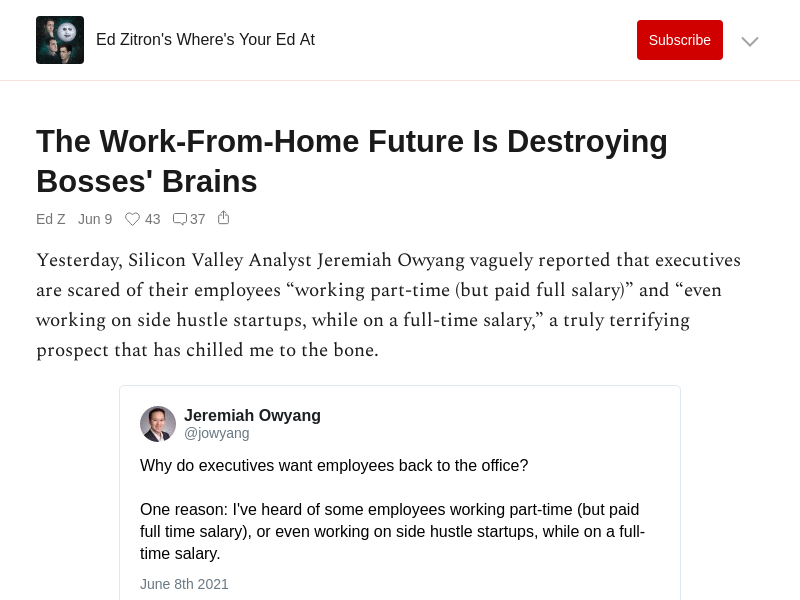 Ed Zitron's Where's Your Ed At
Subscribe
The Work-From-Home Future Is Destroying
Bosses' Brains
Ed Z Jun 9 43 37
Yesterday, Silicon Valley Analyst Jeremiah Owyang vaguely reported that executives
are scared of their employees “working part-time (but paid full salary)” and “even
working on side hustle startups, while on a full-time salary,” a truly terrifying
prospect that has chilled me to the bone.
Jeremiah Owyang
@jowyang
Why do executives want employees back to the office?
One reason: I've heard of some employees working part-time (but paid
full time salary), or even working on side hustle startups, while on a full-
time salary.
June 8th 2021